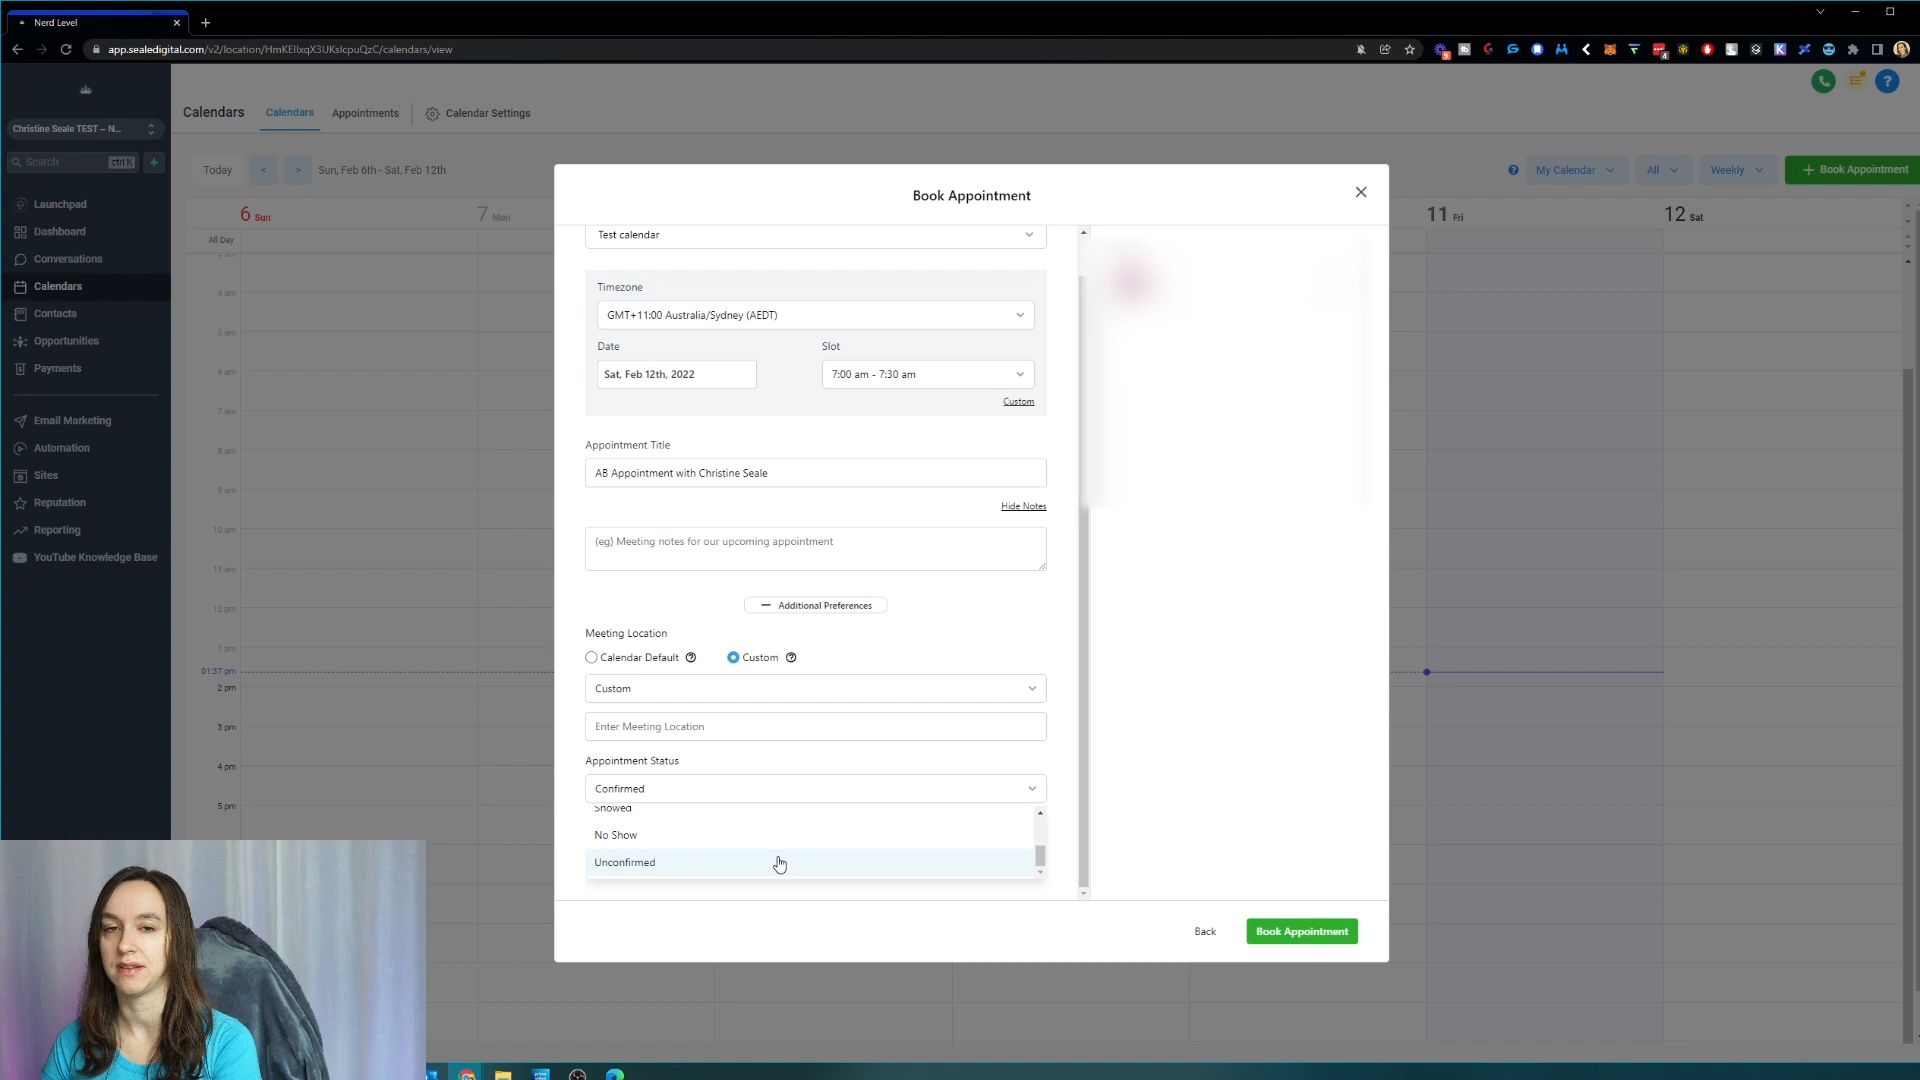 Nerd Level
app.sealedigital.com/v2/location/HmKEIlxqX3UKslcpuQzC/calendars/view
Christine Seale TEST – N...
Search
ctrl K
Launchpad
Dashboard
Conversations
Calendars
Contacts
Opportunities
Payments
Email Marketing
Automation
Sites
Reputation
Reporting
YouTube Knowledge Base
Calendars
Calendars
Appointments
Calendar Settings
Today
<
>
Sun, Feb 6th - Sat, Feb 12th
My Calendar
All
Weekly
+ Book Appointment
6 Sun
7 Mon
11 Fri
12 Sat
All Day
4 am
5 am
6 am
7 am
8 am
9 am
10 am
11 am
12 pm
1 pm
01:37 pm
2 pm
3 pm
4 pm
5 pm
Book Appointment
Test calendar
Timezone
GMT+11:00 Australia/Sydney (AEDT)
Date
Slot
Sat, Feb 12th, 2022
7:00 am - 7:30 am
Custom
Appointment Title
AB Appointment with Christine Seale
Hide Notes
(eg) Meeting notes for our upcoming appointment
Additional Preferences
Meeting Location
Calendar Default
Custom
Custom
Enter Meeting Location
Appointment Status
Confirmed
Showed
No Show
Unconfirmed
Back
Book Appointment